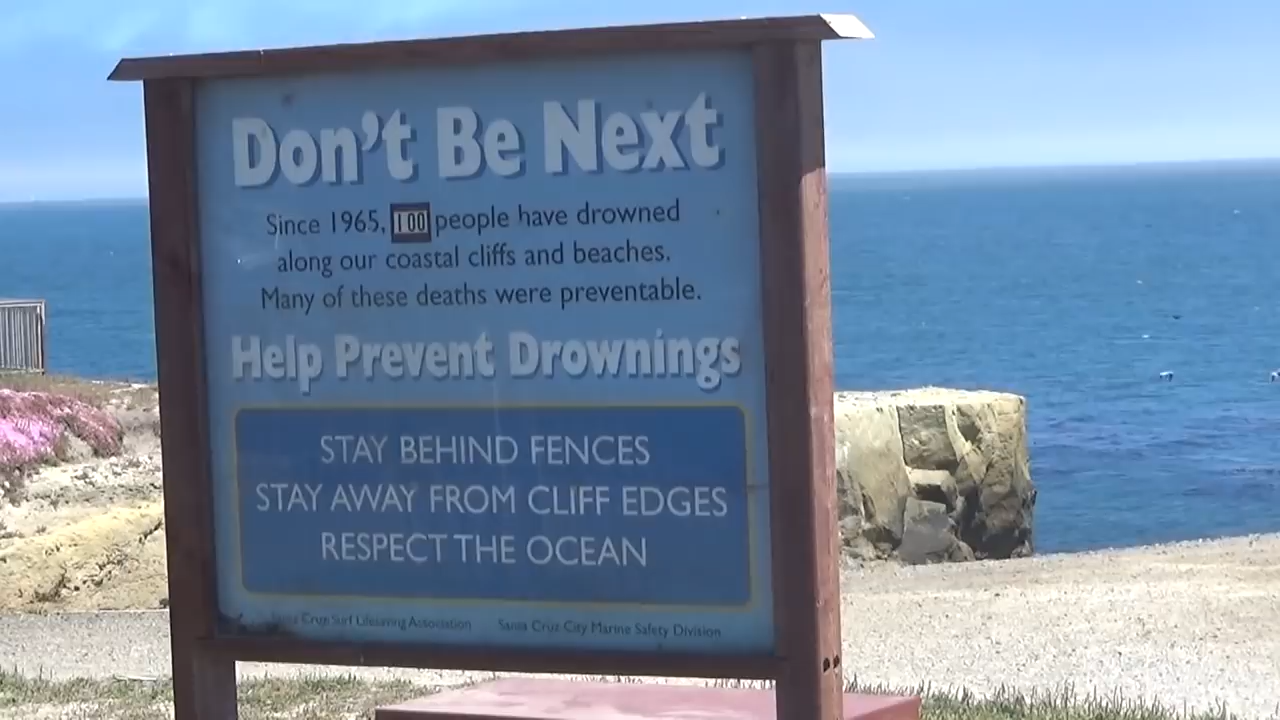 Don't Be Next
Since 1965, 100 people have drowned
along our coastal cliffs and beaches.
Many of these deaths were preventable.
Help Prevent Drownings
STAY BEHIND FENCES
STAY AWAY FROM CLIFF EDGES
RESPECT THE OCEAN
Santa Cruz Surf Lifesaving Association Santa Cruz City Marine Safety Division